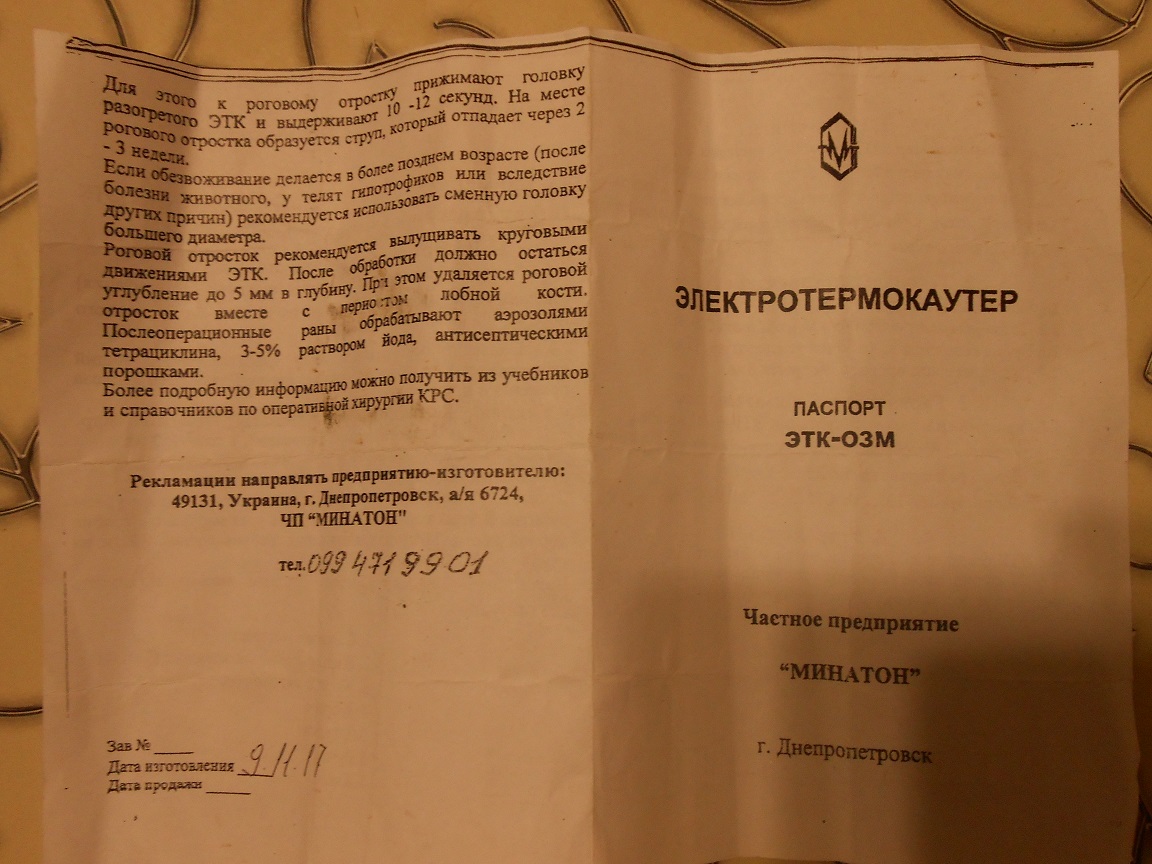 Для этого к роговому отростку прижимают головку
разогретого ЭТК и выдерживают 10 -12 секунд. На месте
рогового отростка образуется струп, который отпадает через 2
- 3 недели.
Если обезвоживание делается в более позднем возрасте (после
болезни животного, у телят гипотрофиков или вследствие
других причин) рекомендуется использовать сменную головку
большего диаметра.
Роговой отросток рекомендуется вылущивать круговыми
движениями ЭТК. После обработки должно остаться
углубление до 5 мм в глубину. При этом удаляется роговой
отросток вместе с периостом лобной кости.
Послеоперационные раны обрабатывают аэрозолями
тетрациклина, 3-5% раствором йода, антисептическими
порошками.
Более подробную информацию можно получить из учебников
и справочников по оперативной хирургии КРС.
Рекламации направлять предприятию-изготовителю:
49131, Украина, г. Днепропетровск, а/я 6724,
ЧП “МИНАТОН"
тел. 099 471 99 01
Зав №
Дата изготовления 9.11.17
Дата продажи
ЭЛЕКТРОТЕРМОКАУТЕР
ПАСПОРТ
ЭТК-ОЗМ
Частное предприятие
“МИНАТОН”
г. Днепропетровск